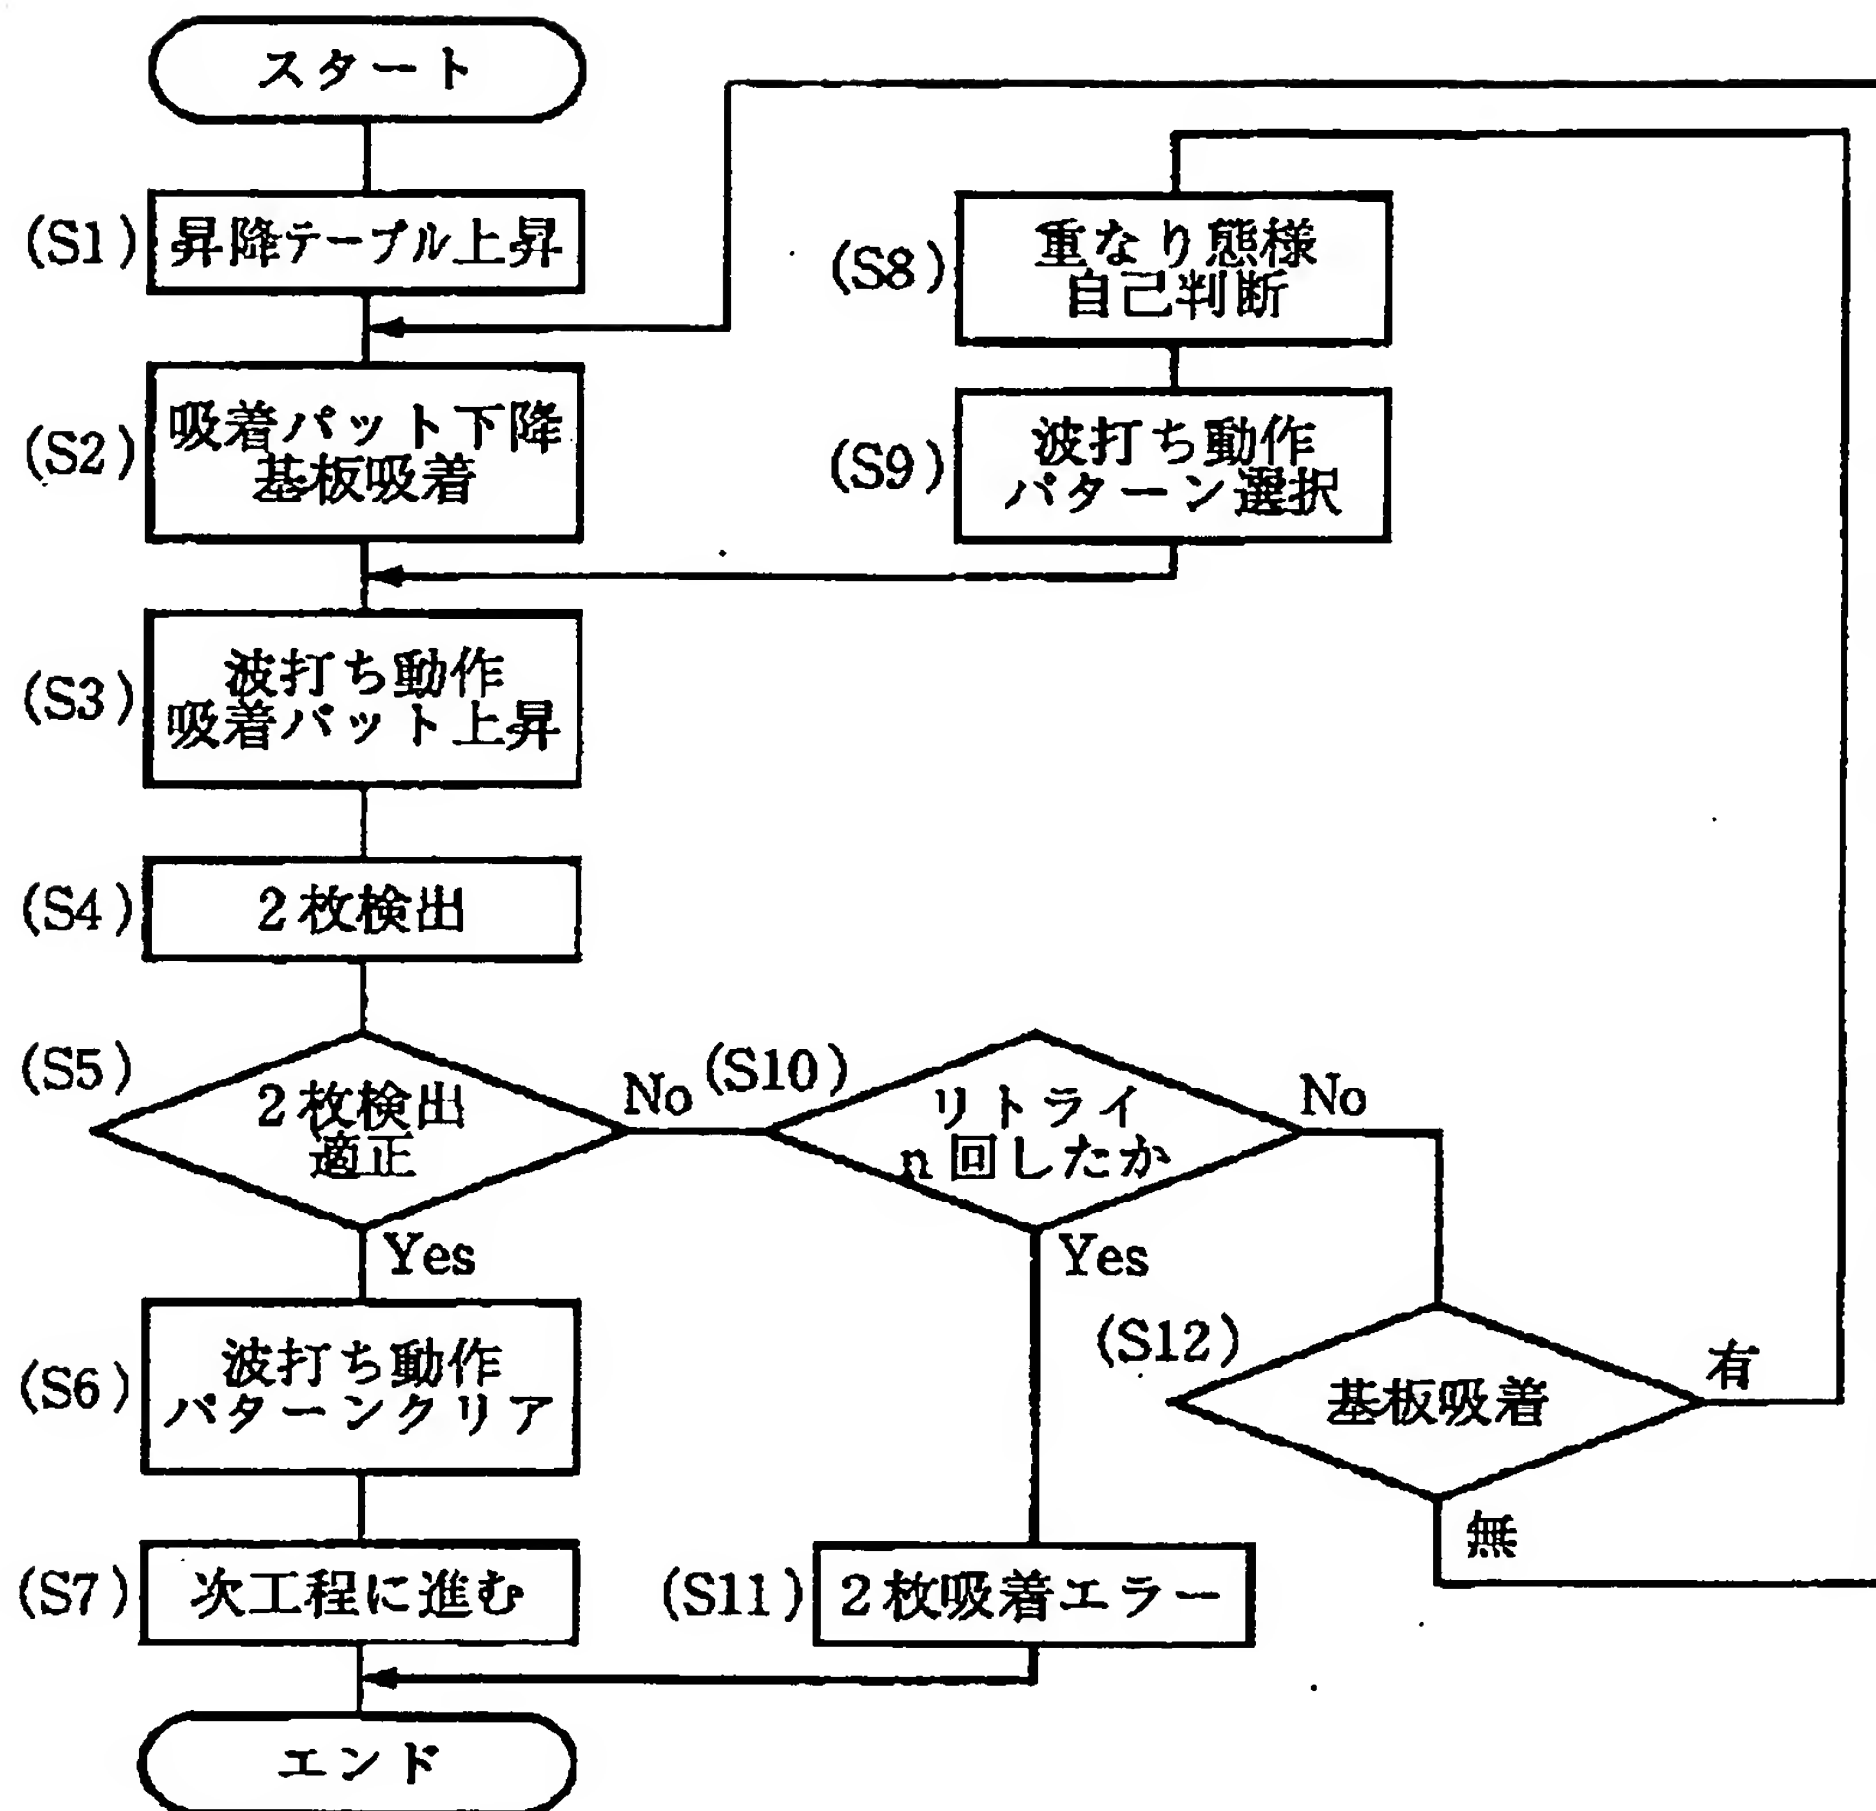 スタート
(S1)
昇降テーブル上昇
(S2)
吸着パット下降
基板吸着
(S3)
波打ち動作
吸着パット上昇
(S4)
2枚検出
(S5)
2枚検出
適正
No
Yes
(S6)
波打ち動作
パターンクリア
(S7)
次工程に進む
エンド
(S8)
重なり態様
自己判断
(S9)
波打ち動作
パターン選択
(S10)
リトライ
n回したか
No
Yes
(S11)
2枚吸着エラー
(S12)
基板吸着
有
無